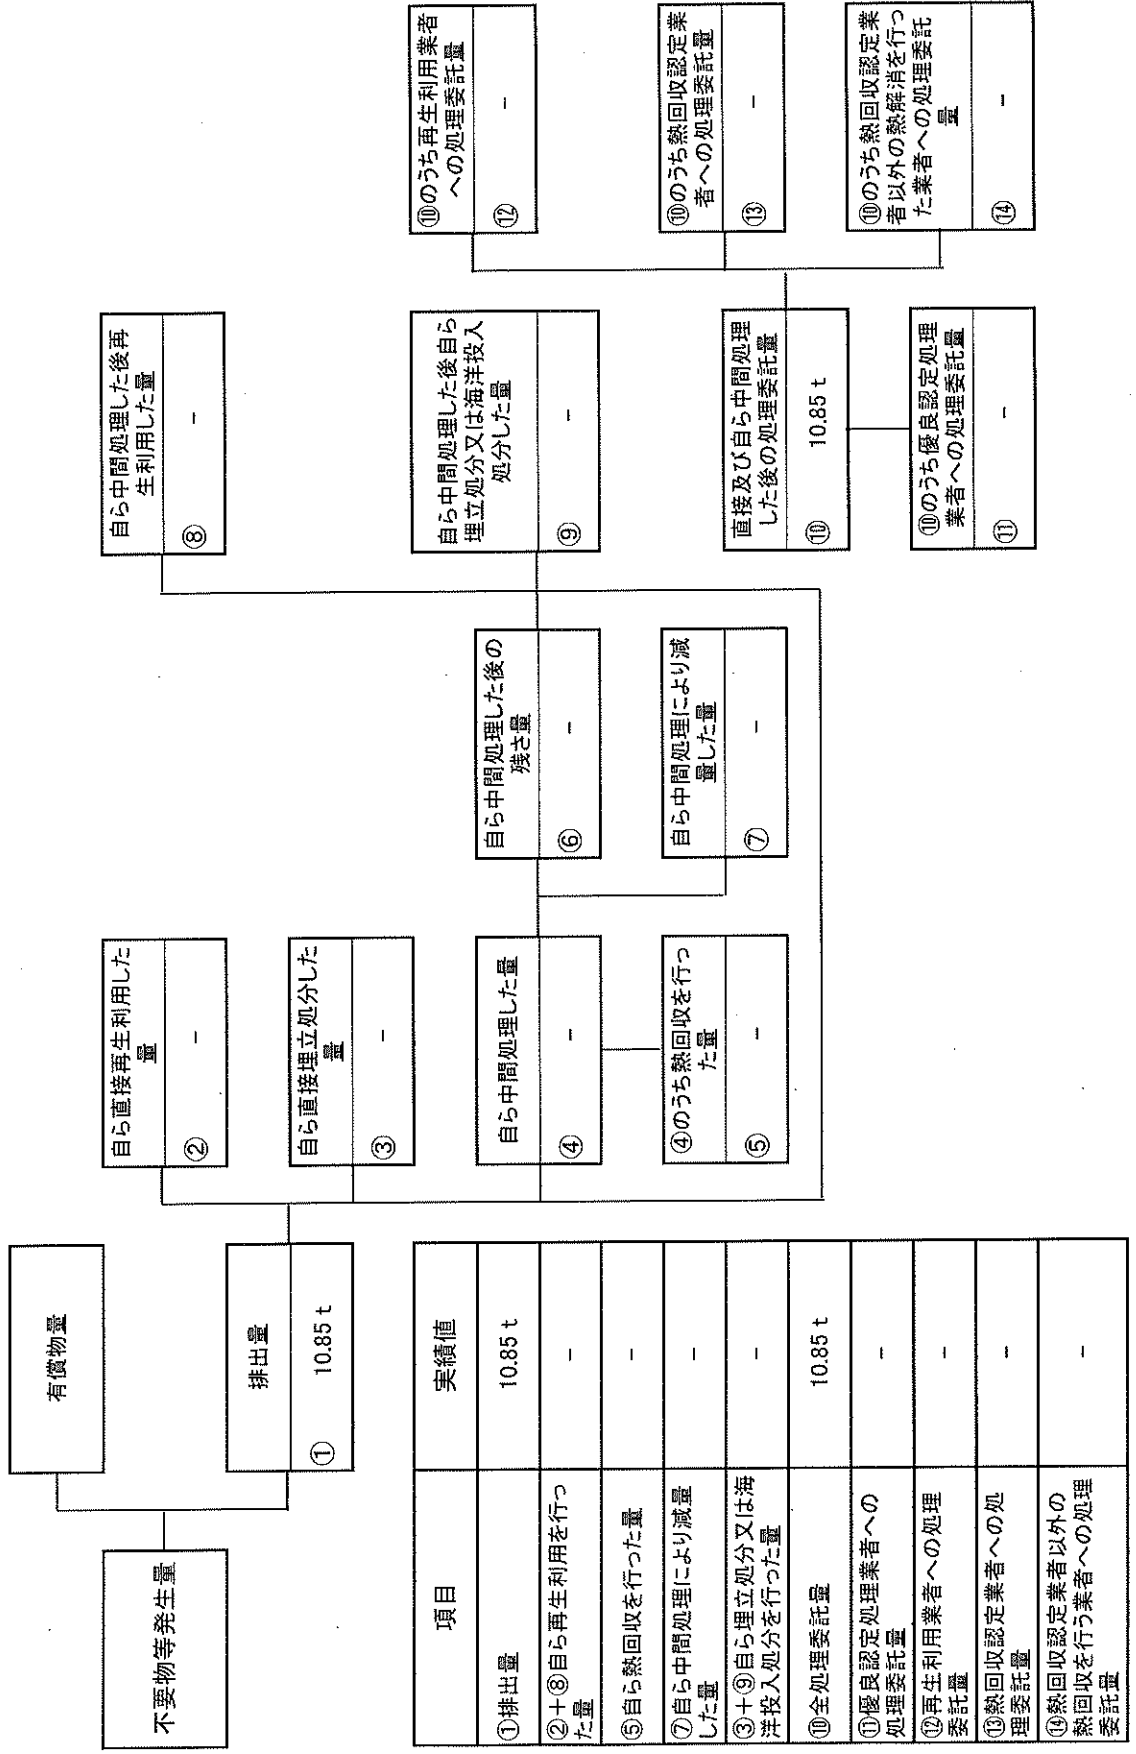 不要物等発生量
有償物量
排出量
①
10.85 t
自ら直接再生利用した
量
②
－
自ら直接埋立処分した
量
③
－
自ら中間処理した量
④
－
④のうち熱回収を行っ
た量
⑤
－
自ら中間処理した後の
残さ量
⑥
－
自ら中間処理により減
量した量
⑦
－
自ら中間処理した後再
生利用した量
⑧
－
自ら中間処理した後自ら
埋立処分又は海洋投入
処分した量
⑨
－
直接及び自ら中間処理
した後の処理委託量
⑩
10.85 t
⑩のうち優良認定処理
業者への処理委託量
⑪
－
⑩のうち再生利用業者
への処理委託量
⑫
－
⑩のうち熱回収認定業
者への処理委託量
⑬
－
⑩のうち熱回収認定業
者以外の熱解消を行っ
た業者への処理委託
量
⑭
－
項目
実績値
①排出量
10.85 t
②＋⑧自ら再生利用を行っ
た量
－
⑤自ら熱回収を行った量
－
⑦自ら中間処理により減量
した量
－
③＋⑨自ら埋立処分又は海
洋投入処分を行った量
－
⑩全処理委託量
10.85 t
⑪優良認定処理業者への
処理委託量
－
⑫再生利用業者への処理
委託量
－
⑬熱回収認定業者への処
理委託量
－
⑭熱回収認定業者以外の
熱回収を行う業者への処理
委託量
－